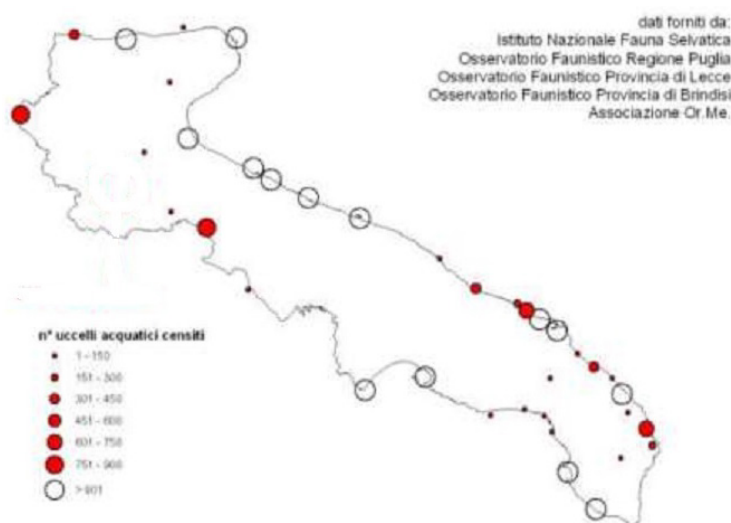 dati forniti da:
Istituto Nazionale Fauna Selvatica
Osservatorio Faunistico Regione Puglia
Osservatorio Faunistico Provincia di Lecce
Osservatorio Faunistico Provincia di Brindisi
Associazione Or.Me.
n° uccelli acquatici censiti
1 - 150
151 - 300
301 - 450
451 - 600
601 - 750
751 - 900
> 901